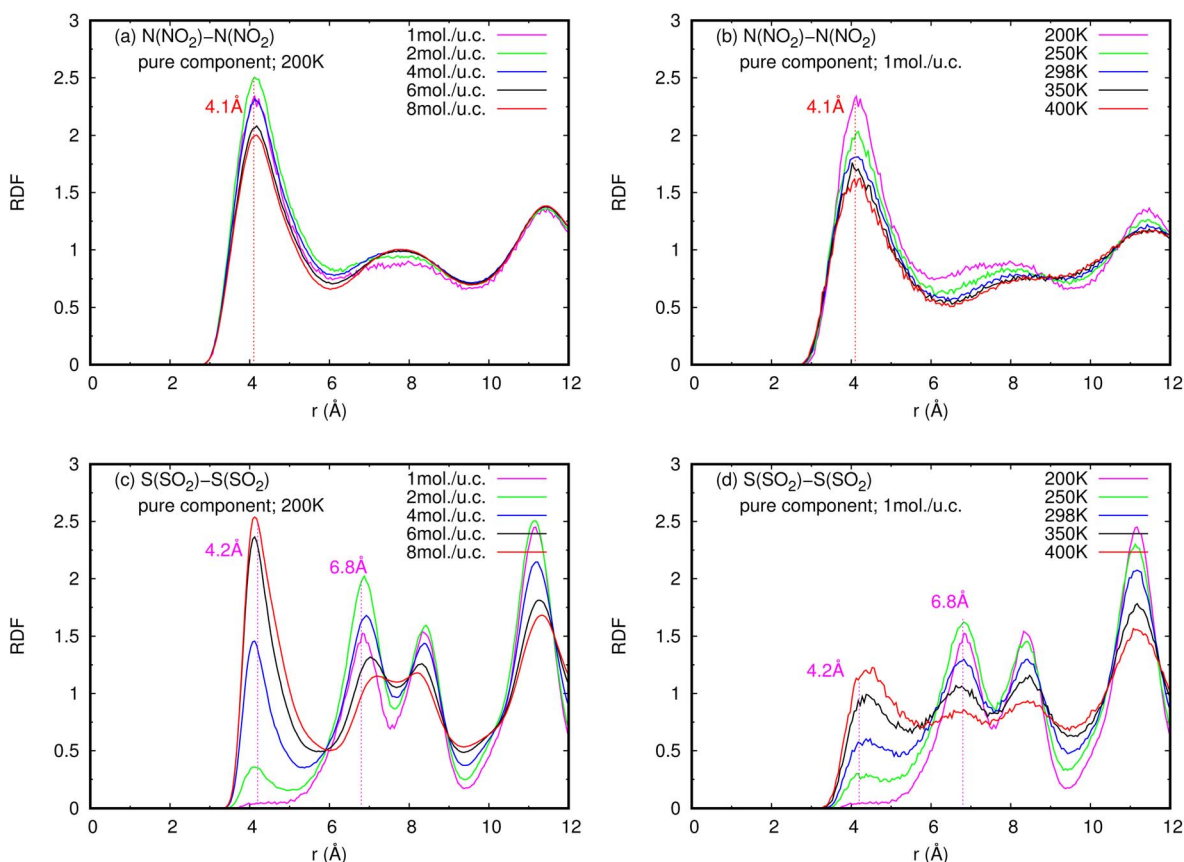 (a) N(NO₂)−N(NO₂)
pure component; 200K
1mol./u.c.
2mol./u.c.
4mol./u.c.
6mol./u.c.
8mol./u.c.
4.1Å
RDF
3
2.5
2
1.5
1
0.5
0
0 2 4 6 8 10 12
r (Å)
(b) N(NO₂)−N(NO₂)
pure component; 1mol./u.c.
200K
250K
298K
350K
400K
4.1Å
RDF
3
2.5
2
1.5
1
0.5
0
0 2 4 6 8 10 12
r (Å)
(c) S(SO₂)−S(SO₂)
pure component; 200K
1mol./u.c.
2mol./u.c.
4mol./u.c.
6mol./u.c.
8mol./u.c.
4.2Å
6.8Å
RDF
3
2.5
2
1.5
1
0.5
0
0 2 4 6 8 10 12
r (Å)
(d) S(SO₂)−S(SO₂)
pure component; 1mol./u.c.
200K
250K
298K
350K
400K
6.8Å
4.2Å
RDF
3
2.5
2
1.5
1
0.5
0
0 2 4 6 8 10 12
r (Å)